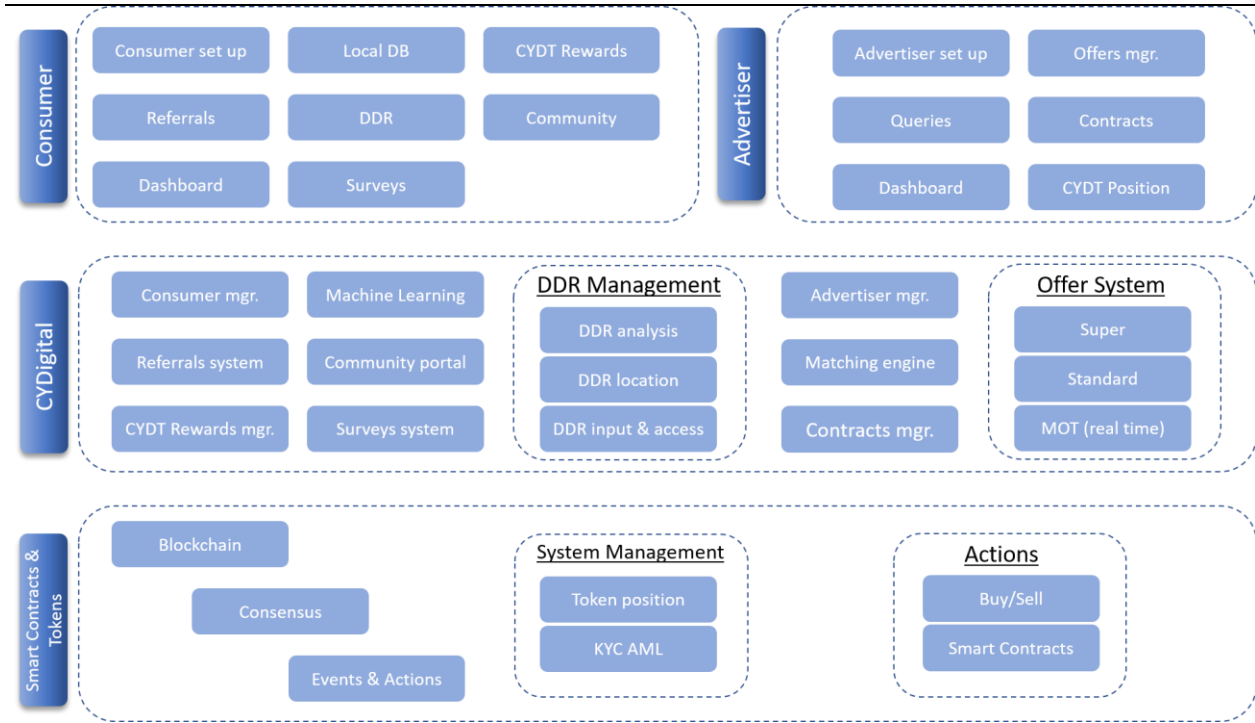 Consumer
Consumer set up
Local DB
CYDT Rewards
Referrals
DDR
Community
Dashboard
Surveys
Advertiser
Advertiser set up
Offers mgr.
Queries
Contracts
Dashboard
CYDT Position
CYDigital
Consumer mgr.
Machine Learning
Referrals system
Community portal
CYDT Rewards mgr.
Surveys system
DDR Management
DDR analysis
DDR location
DDR input & access
Advertiser mgr.
Matching engine
Contracts mgr.
Offer System
Super
Standard
MOT (real time)
Smart Contracts &
Tokens
Blockchain
Consensus
Events & Actions
System Management
Token position
KYC AML
Actions
Buy/Sell
Smart Contracts